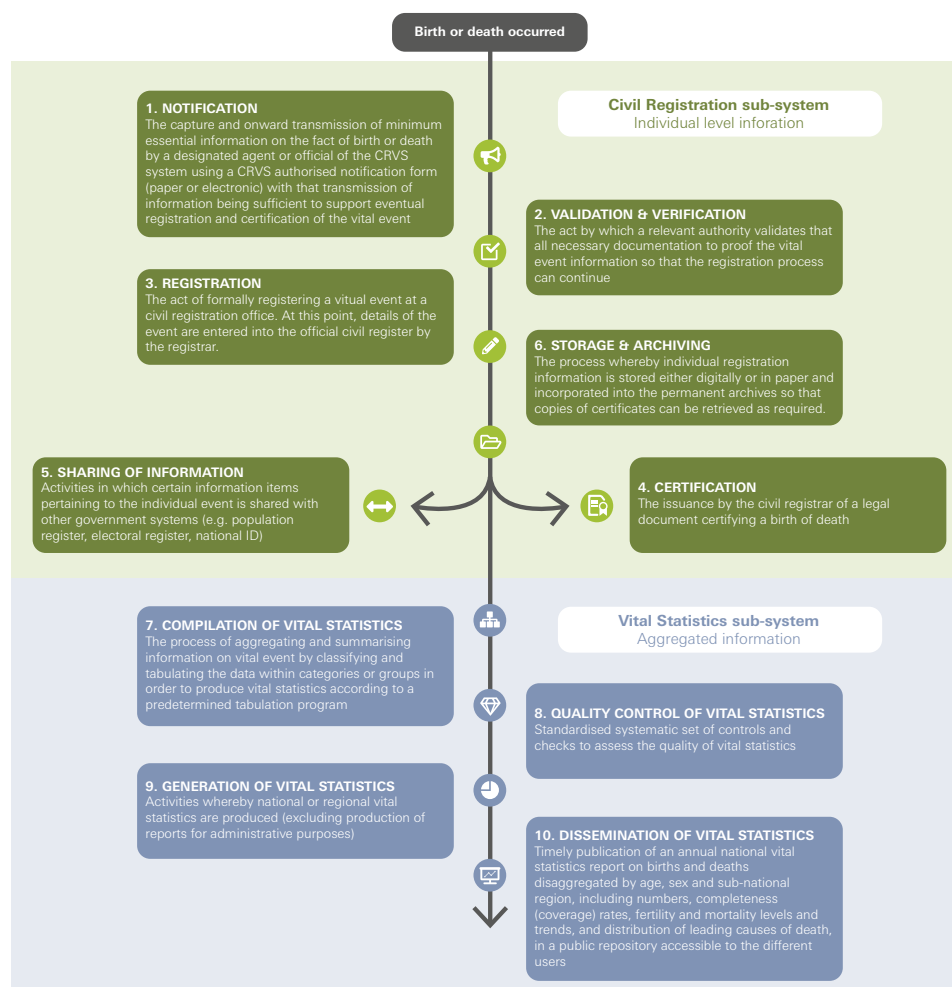 Birth or death occurred
1. NOTIFICATION
The capture and onward transmission of minimum
essential information on the fact of birth or death
by a designated agent or official of the CRVS
system using a CRVS authorised notification form
(paper or electronic) with that transmission of
information being sufficient to support eventual
registration and certification of the vital event
Civil Registration sub-system
Individual level inforation
2. VALIDATION & VERIFICATION
The act by which a relevant authority validates that
all necessary documentation to proof the vital
event information so that the registration process
can continue
3. REGISTRATION
The act of formally registering a vitual event at a
civil registration office. At this point, details of the
event are entered into the official civil register by
the registrar.
6. STORAGE & ARCHIVING
The process whereby individual registration
information is stored either digitally or in paper and
incorporated into the permanent archives so that
copies of certificates can be retrieved as required.
5. SHARING OF INFORMATION
Activities in which certain information items
pertaining to the individual event is shared with
other government systems (e.g. population
register, electoral register, national ID)
4. CERTIFICATION
The issuance by the civil registrar of a legal
document certifying a birth of death
7. COMPILATION OF VITAL STATISTICS
The process of aggregating and summarising
information on vital event by classifying and
tabulating the data within categories or groups in
order to produce vital statistics according to a
predetermined tabulation program
Vital Statistics sub-system
Aggregated information
8. QUALITY CONTROL OF VITAL STATISTICS
Standardised systematic set of controls and
checks to assess the quality of vital statistics
9. GENERATION OF VITAL STATISTICS
Activities whereby national or regional vital
statistics are produced (excluding production of
reports for administrative purposes)
10. DISSEMINATION OF VITAL STATISTICS
Timely publication of an annual national vital
statistics report on births and deaths
disaggregated by age, sex and sub-national
region, including numbers, completeness
(coverage) rates, fertility and mortality levels and
trends, and distribution of leading causes of death,
in a public repository accessible to the different
users